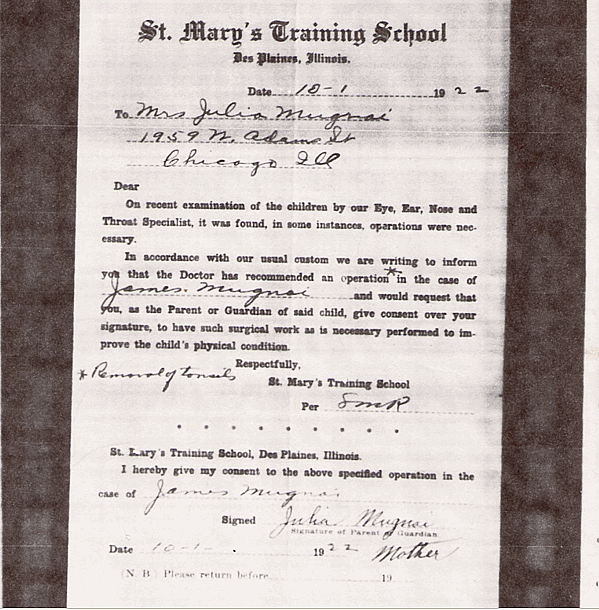 St. Mary's Training School
Des Plaines, Illinois.
Date 10-1 1922
To Mrs Julia Mugnai
1959 W. Adams St
Chicago Ill
Dear
On recent examination of the children by our Eye, Ear, Nose and
Throat Specialist, it was found, in some instances, operations were nec-
essary.
In accordance with our usual custom we are writing to inform
you that the Doctor has recommended an operation * in the case of
James Mugnai and would request that
you, as the Parent or Guardian of said child, give consent over your
signature, to have such surgical work as is necessary performed to im-
prove the child's physical condition.
Respectfully,
* Removal of tonsils
St. Mary's Training School
Per SMR
* * * * * * * *
St. Mary's Training School, Des Plaines, Illinois.
I hereby give my consent to the above specified operation in the
case of James Mugnai
Signed Julia Mugnai
Signature of Parent or Guardian
Date 10-1- 1922 Mother
(N. B.) Please return before 19